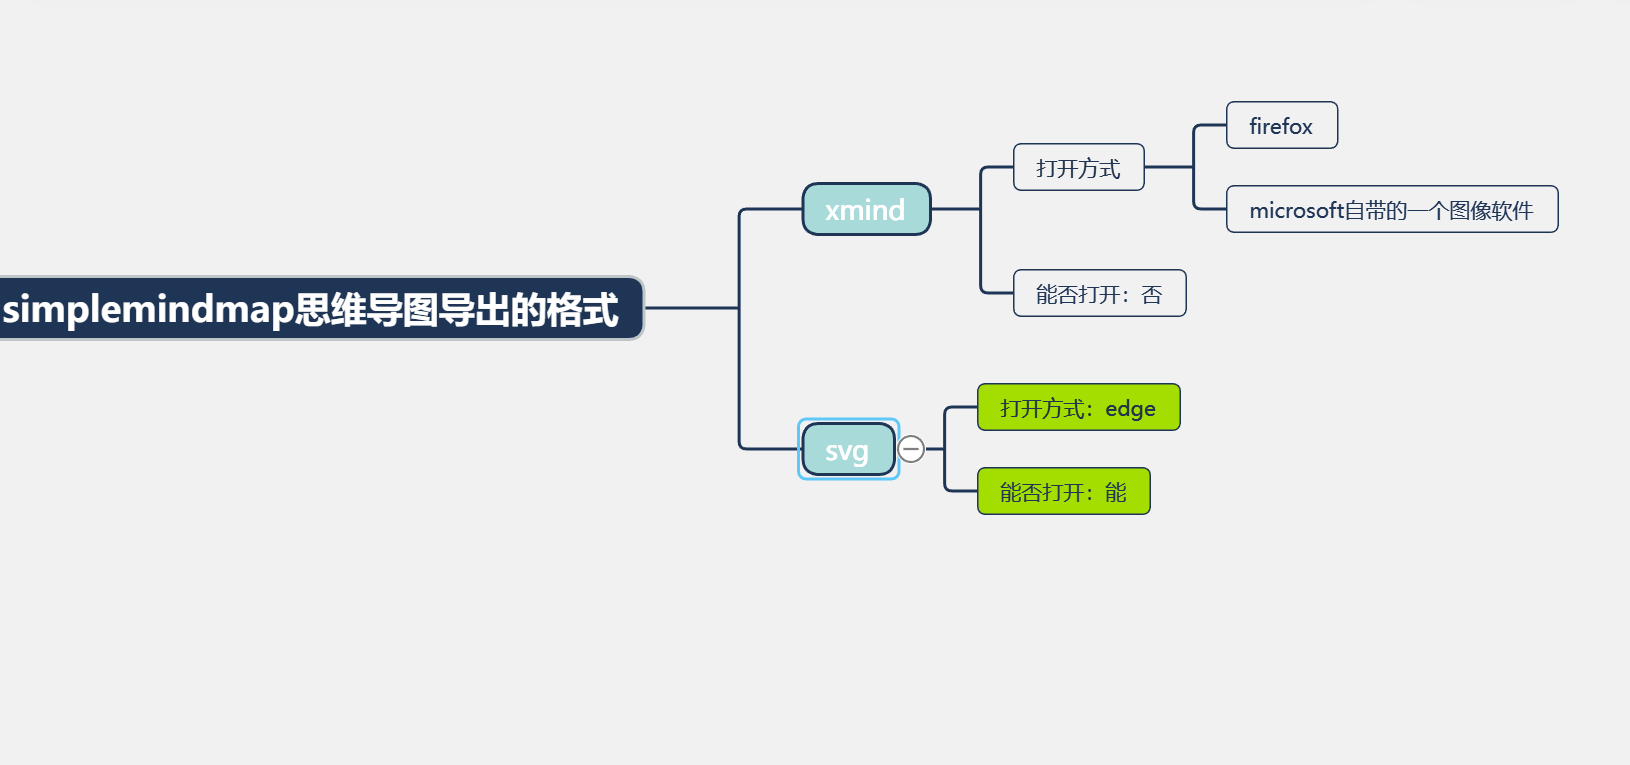 simplemindmap思维导图导出的格式
xmind
打开方式
firefox
microsoft自带的一个图像软件
能否打开：否
svg
打开方式：edge
能否打开：能